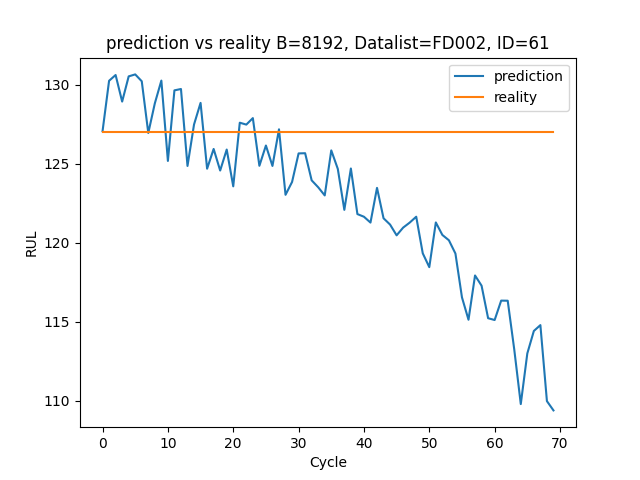 prediction vs reality B=8192, Datalist=FD002, ID=61
prediction
reality
RUL
130
125
120
115
110
0 10 20 30 40 50 60 70
Cycle